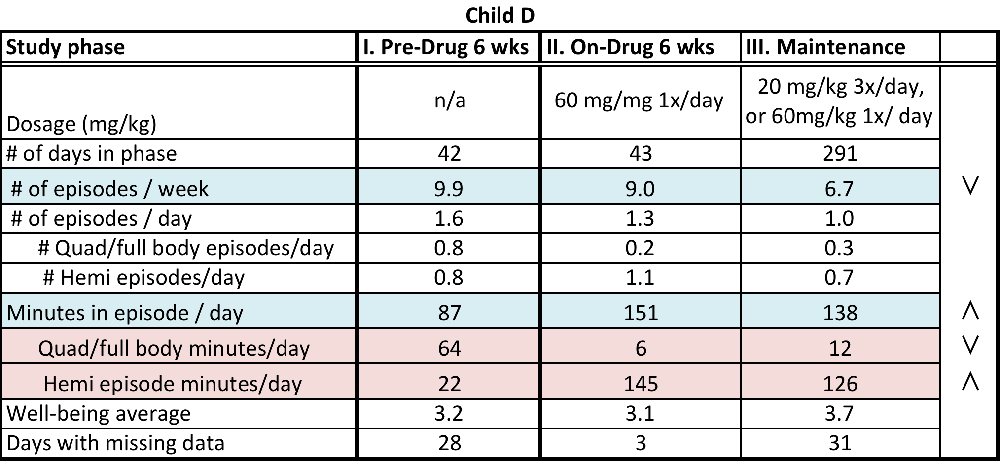 Child D
Study phase I. Pre-Drug 6 wks II. On-Drug 6 wks III. Maintenance
Dosage (mg/kg) n/a 60 mg/mg 1x/day 20 mg/kg 3x/day,
or 60mg/kg 1x/ day
# of days in phase 42 43 291
# of episodes / week 9.9 9.0 6.7 ∨
# of episodes / day 1.6 1.3 1.0
# Quad/full body episodes/day 0.8 0.2 0.3
# Hemi episodes/day 0.8 1.1 0.7
Minutes in episode / day 87 151 138 ∧
Quad/full body minutes/day 64 6 12 ∨
Hemi episode minutes/day 22 145 126 ∧
Well-being average 3.2 3.1 3.7
Days with missing data 28 3 31